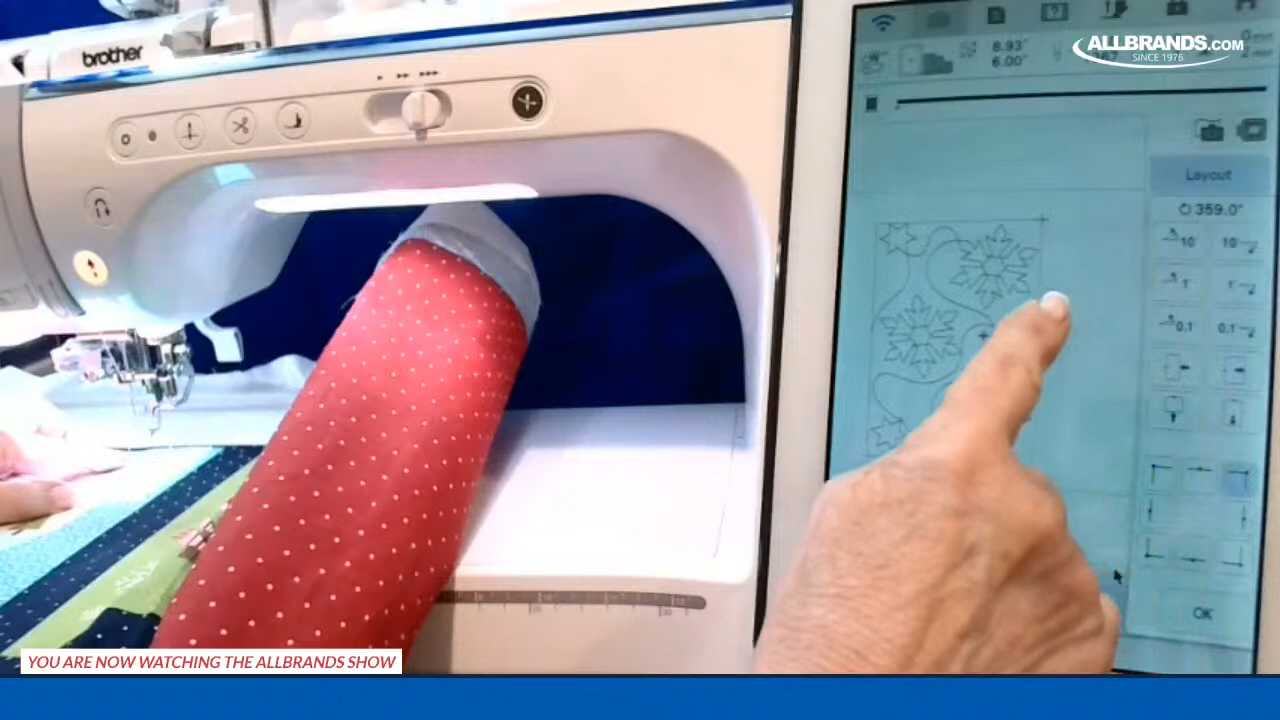 brother
ALLBRANDS.COM
SINCE 1976
8.93"
6.00"
Layout
359.0°
10° 10°
1° 1°
0.1° 0.1°
OK
YOU ARE NOW WATCHING THE ALLBRANDS SHOW